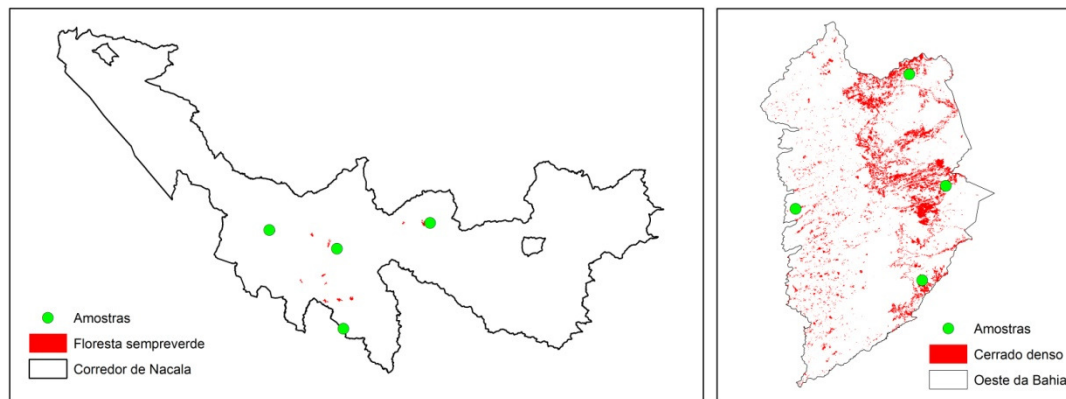 Amostras
Floresta sempreverde
Corredor de Nacala
Amostras
Cerrado denso
Oeste da Bahia